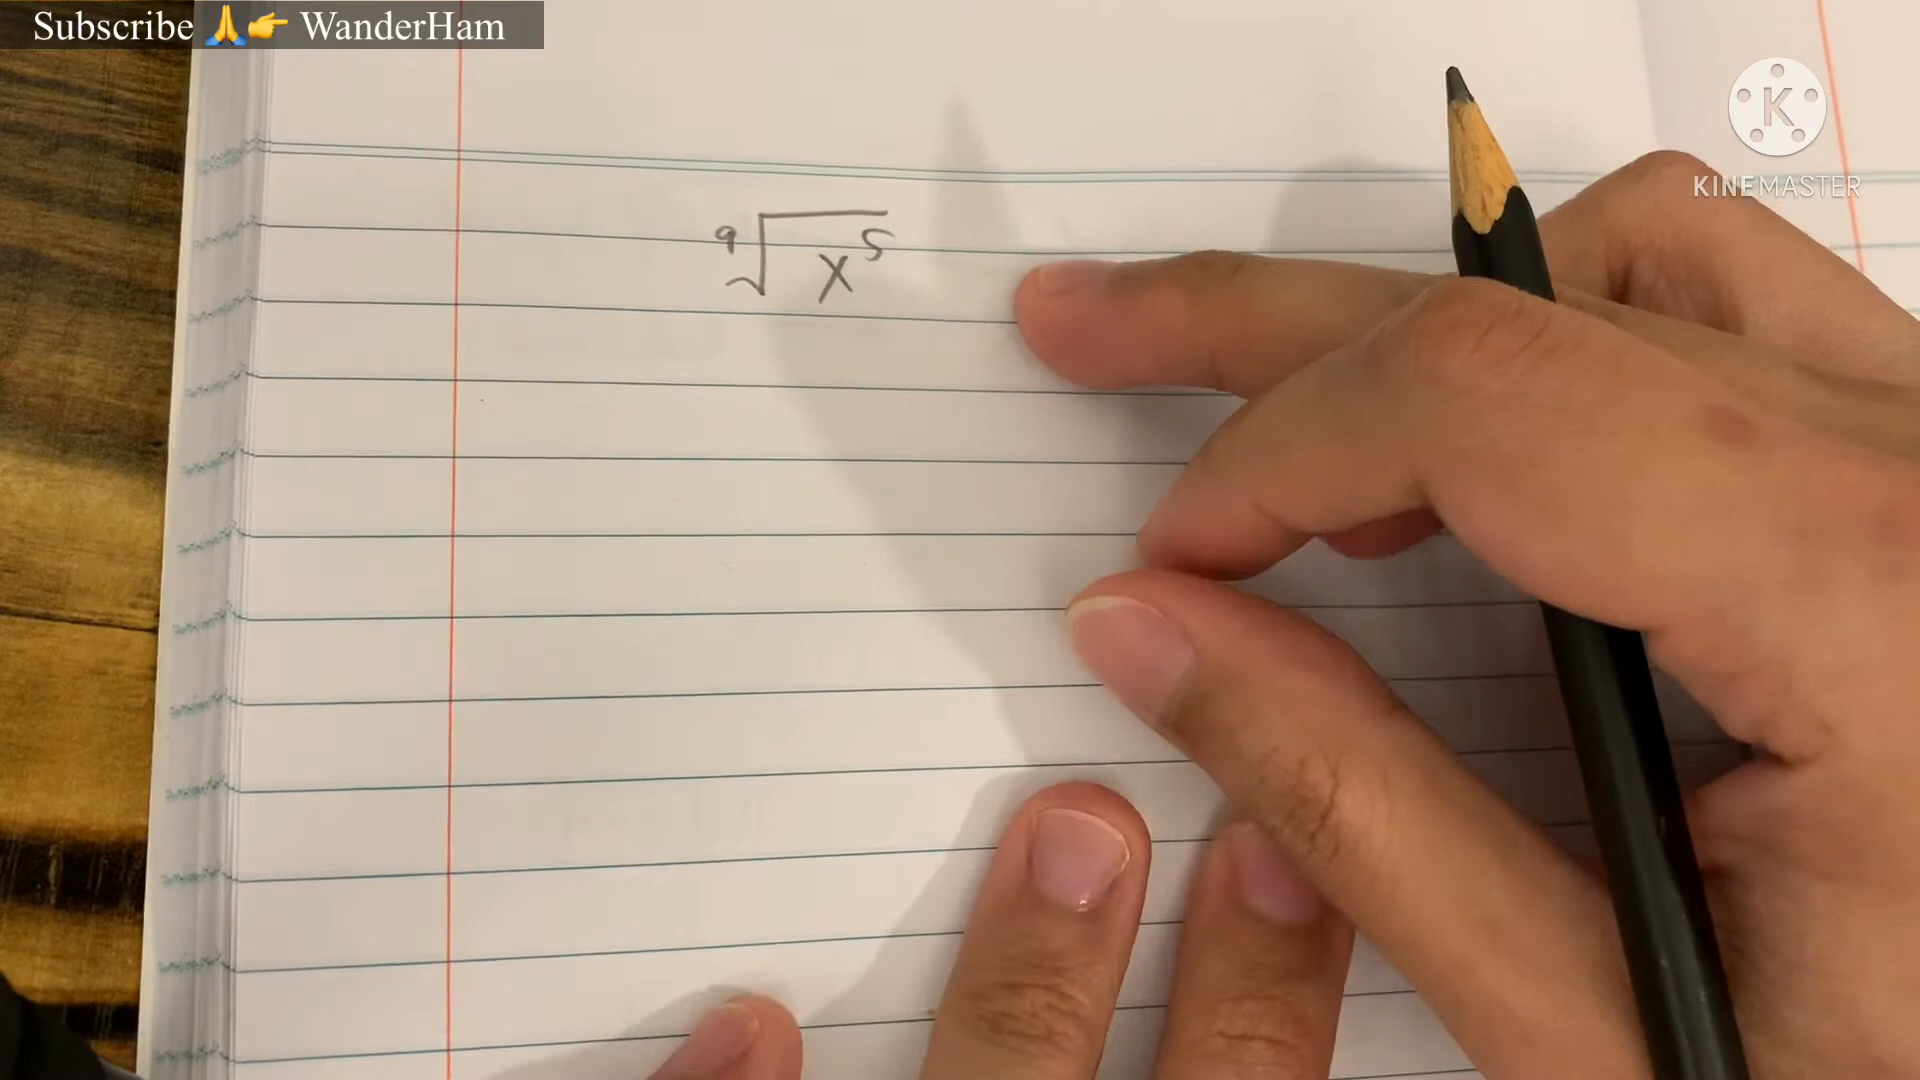 Subscribe 🙏👉 WanderHam
KINEMASTER
⁹√x⁵